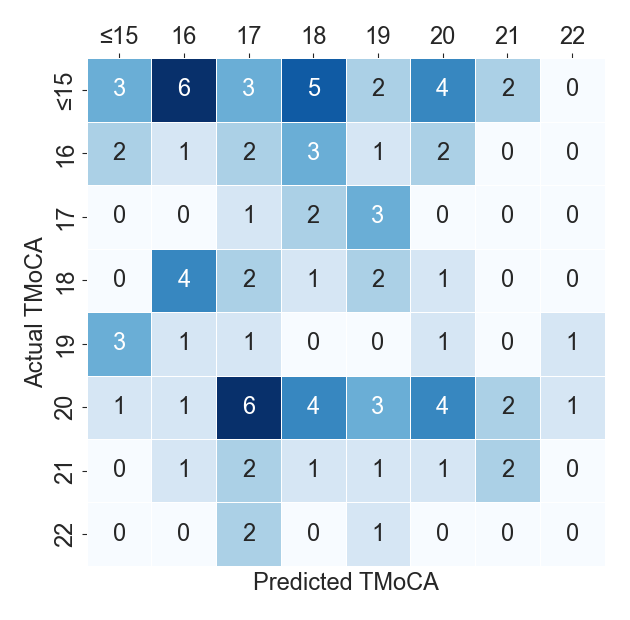 ≤15 16 17 18 19 20 21 22
≤15 3 6 3 5 2 4 2 0
16 2 1 2 3 1 2 0 0
17 0 0 1 2 3 0 0 0
18 0 4 2 1 2 1 0 0
19 3 1 1 0 0 1 0 1
20 1 1 6 4 3 4 2 1
21 0 1 2 1 1 1 2 0
22 0 0 2 0 1 0 0 0
Actual TMoCA
Predicted TMoCA